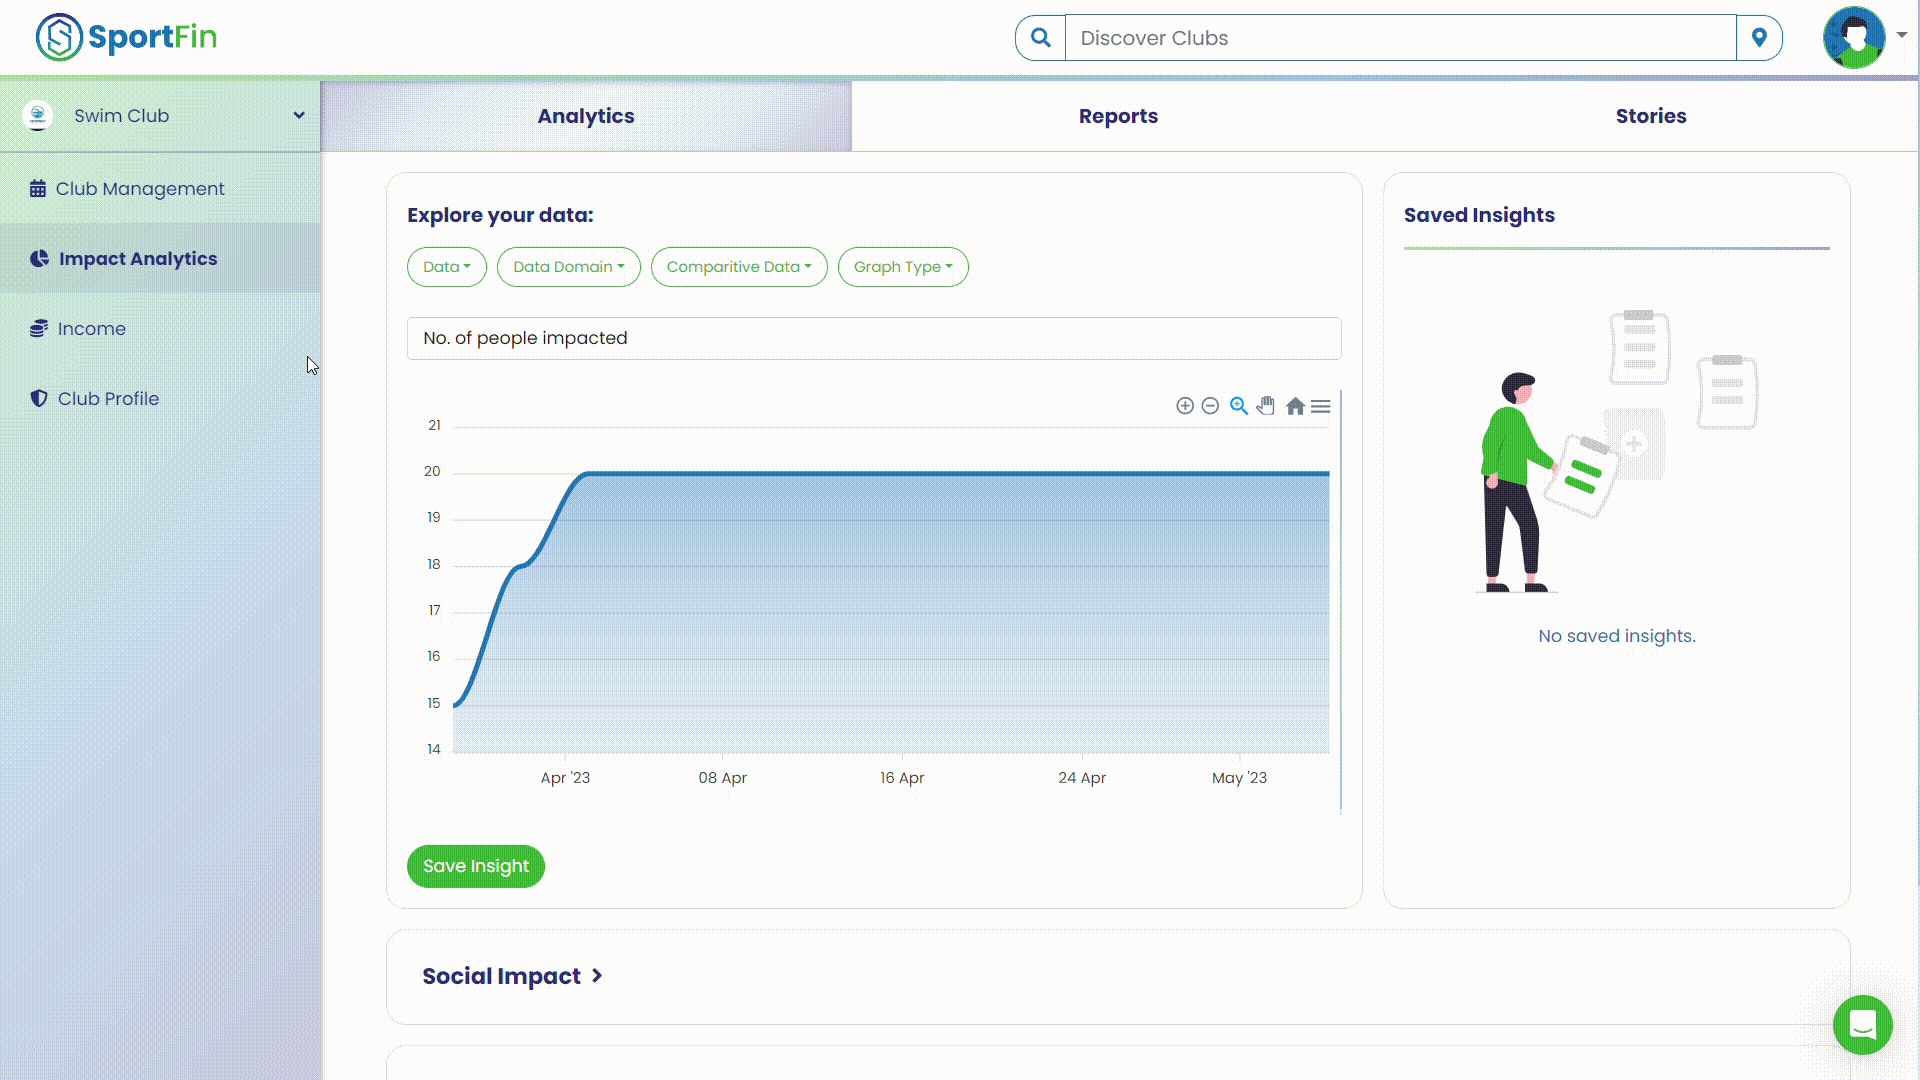 SportFin
Discover Clubs
Swim Club
Analytics
Reports
Stories
Club Management
Impact Analytics
Income
Club Profile
Explore your data:
Data
Data Domain
Comparitive Data
Graph Type
No. of people impacted
21
20
19
18
17
16
15
14
Apr '23
08 Apr
16 Apr
24 Apr
May '23
Save Insight
Saved Insights
No saved insights.
Social Impact